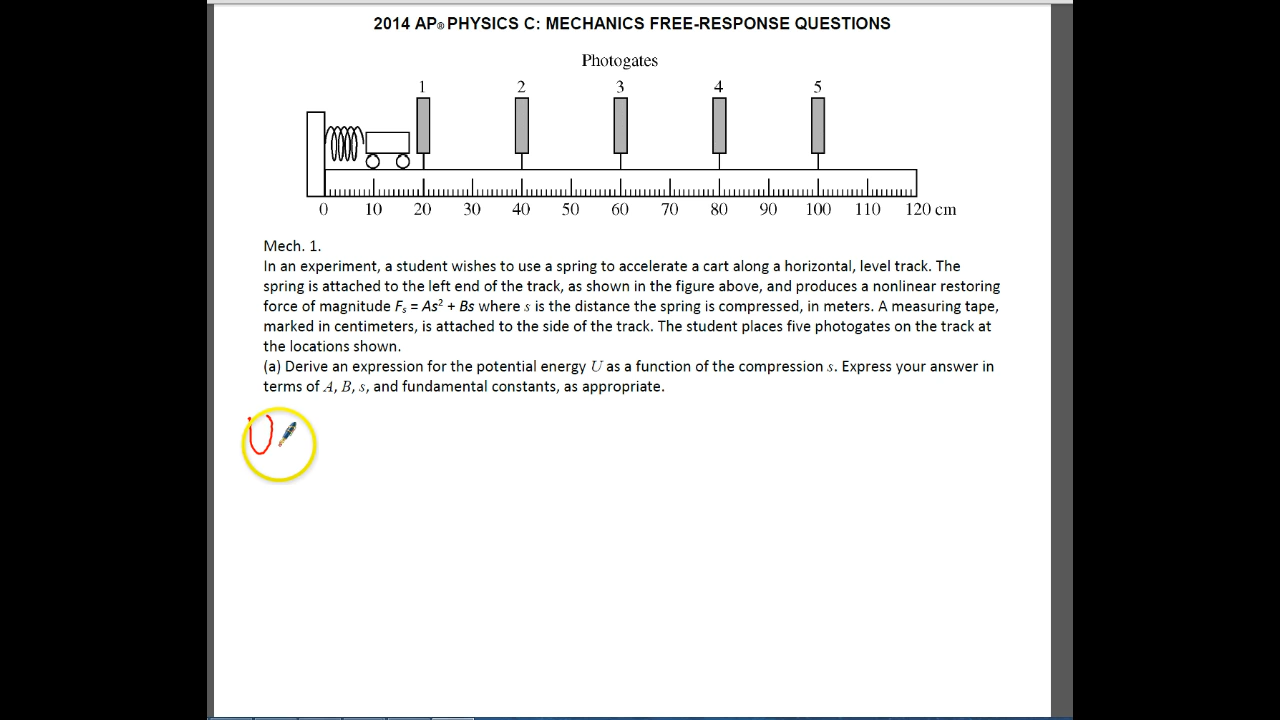 2014 AP® PHYSICS C: MECHANICS FREE-RESPONSE QUESTIONS
Photogates
1 2 3 4 5
0 10 20 30 40 50 60 70 80 90 100 110 120 cm
Mech. 1.
In an experiment, a student wishes to use a spring to accelerate a cart along a horizontal, level track. The
spring is attached to the left end of the track, as shown in the figure above, and produces a nonlinear restoring
force of magnitude Fₛ = As² + Bs where s is the distance the spring is compressed, in meters. A measuring tape,
marked in centimeters, is attached to the side of the track. The student places five photogates on the track at
the locations shown.
(a) Derive an expression for the potential energy U as a function of the compression s. Express your answer in
terms of A, B, s, and fundamental constants, as appropriate.
U